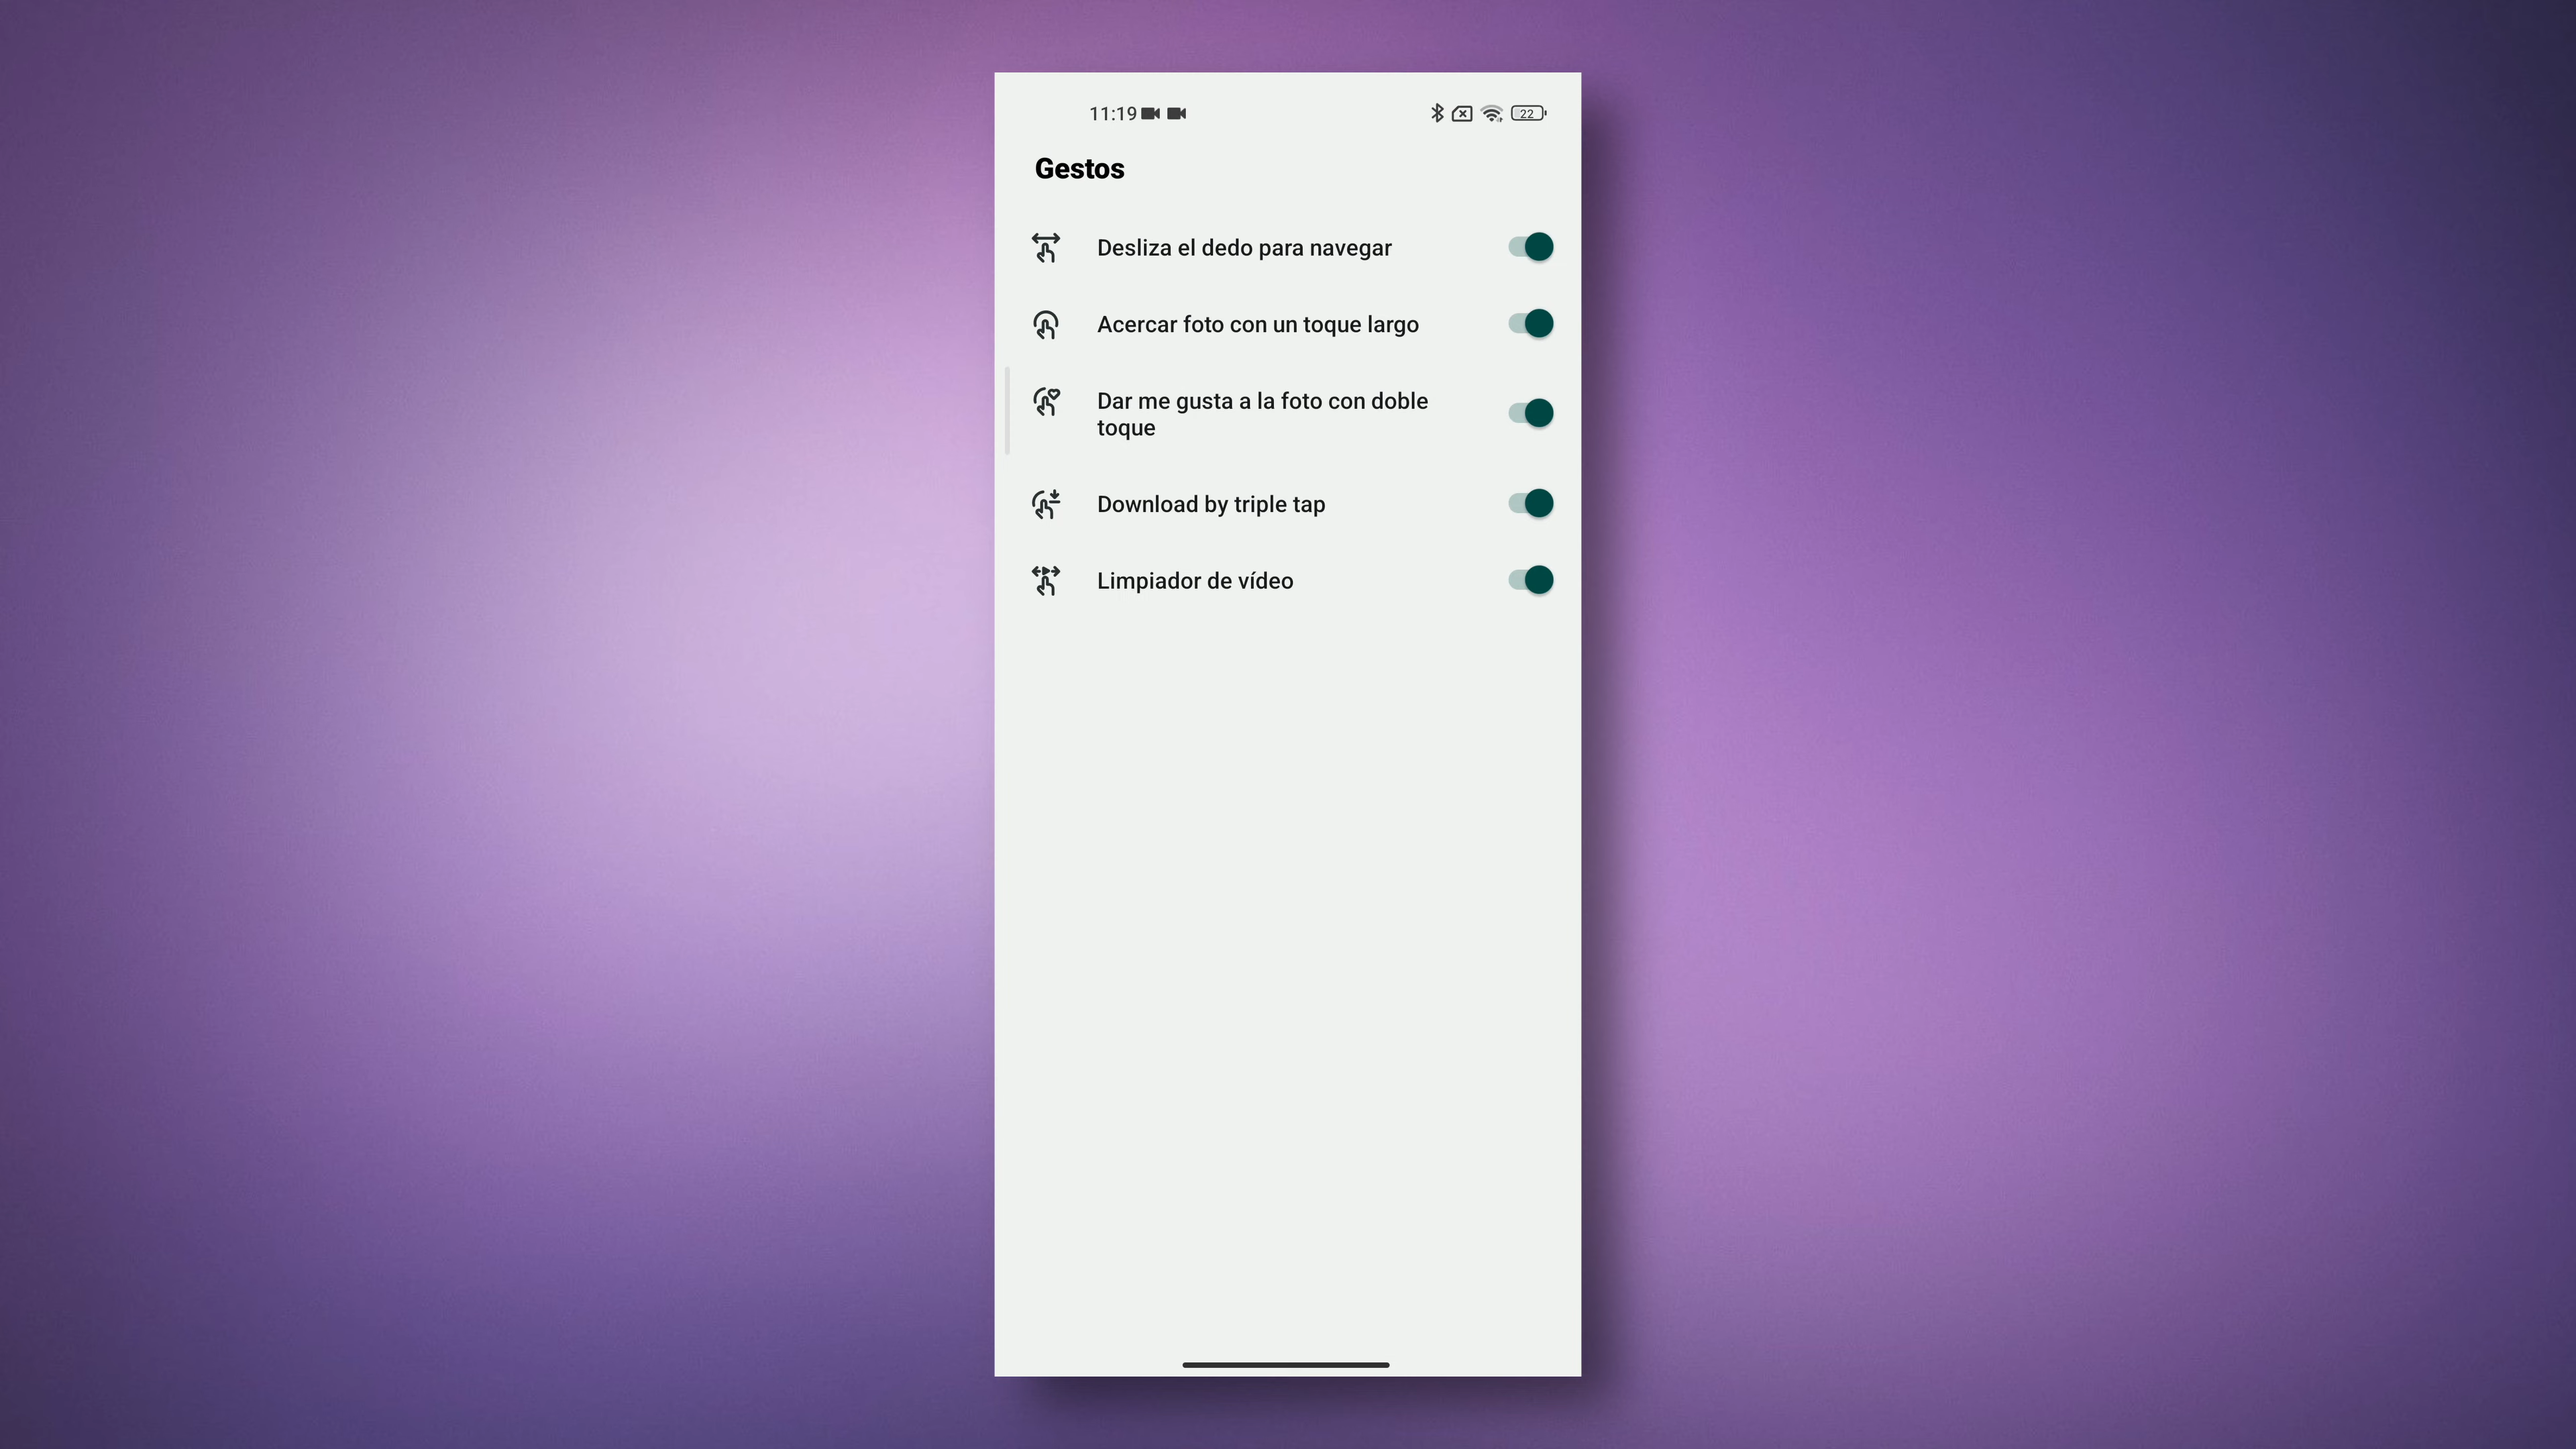 11:19
22
Gestos
Desliza el dedo para navegar
Acercar foto con un toque largo
Dar me gusta a la foto con doble
toque
Download by triple tap
Limpiador de vídeo